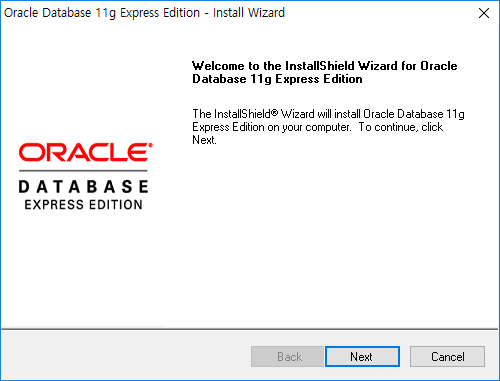 Oracle Database 11g Express Edition - Install Wizard
Welcome to the InstallShield Wizard for Oracle
Database 11g Express Edition
The InstallShield® Wizard will install Oracle Database 11g
Express Edition on your computer. To continue, click
Next.
ORACLE®
DATABASE
EXPRESS EDITION
Back
Next
Cancel